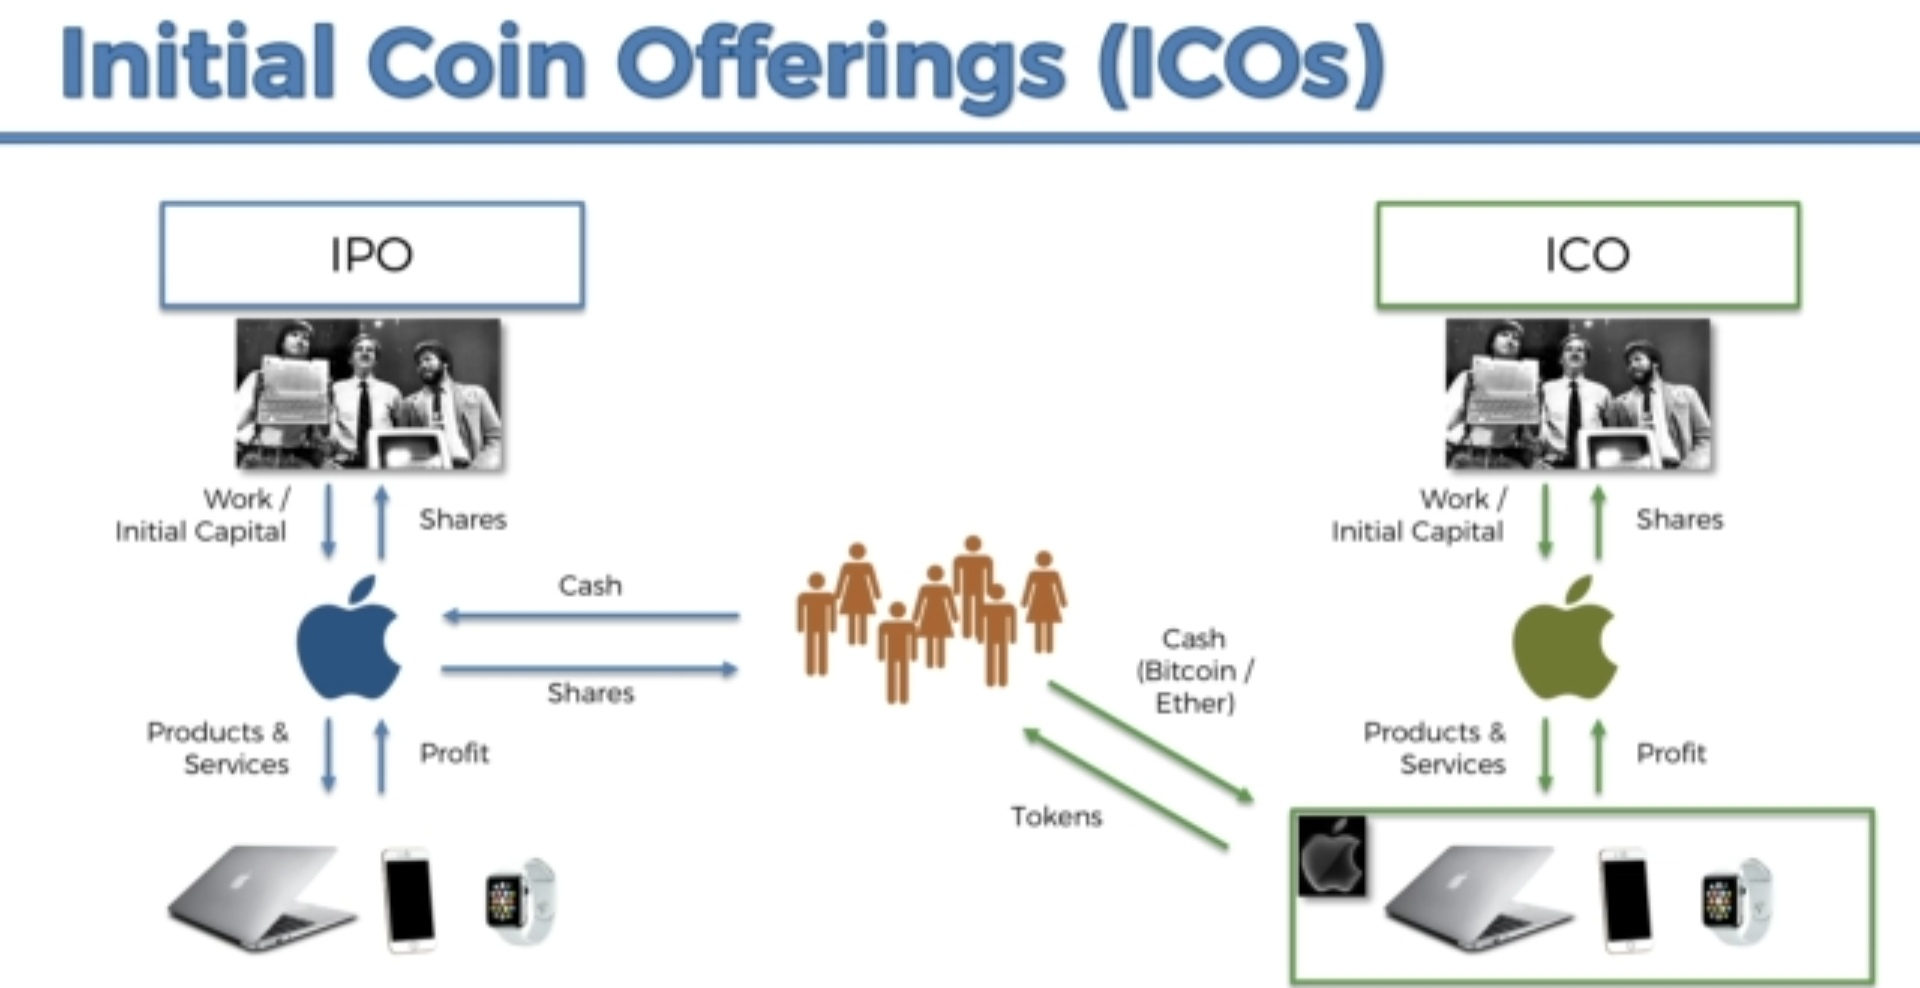 Initial Coin Offerings (ICOs)
IPO
ICO
Work /
Initial Capital
Shares
Work /
Initial Capital
Shares
Cash
Shares
Cash
(Bitcoin /
Ether)
Tokens
Products &
Services
Profit
Products &
Services
Profit